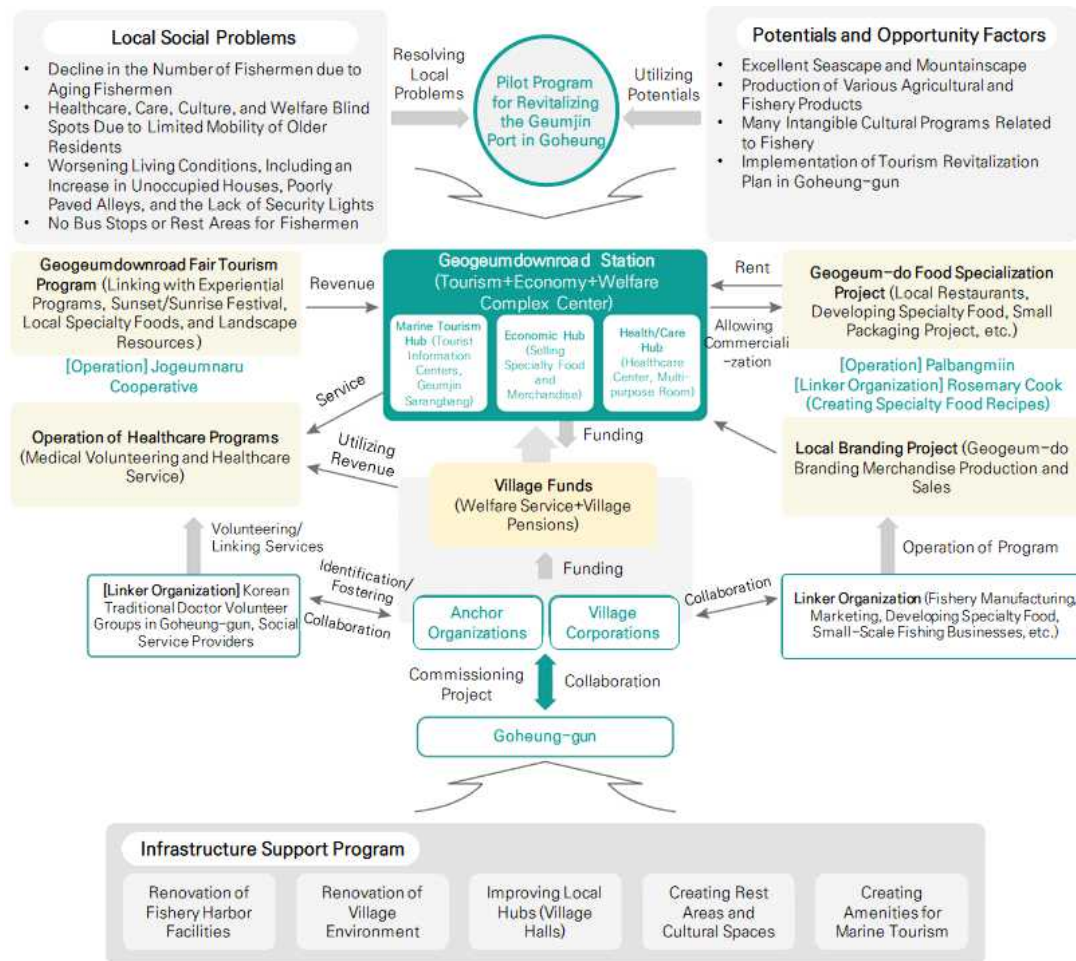 Local Social Problems
• Decline in the Number of Fishermen due to
Aging Fishermen
• Healthcare, Care, Culture, and Welfare Blind
Spots Due to Limited Mobility of Older
Residents
• Worsening Living Conditions, Including an
Increase in Unoccupied Houses, Poorly
Paved Alleys, and the Lack of Security Lights
• No Bus Stops or Rest Areas for Fishermen
Resolving
Local
Problems
Pilot Program
for Revitalizing
the Geumjin
Port in Goheung
Utilizing
Potentials
Potentials and Opportunity Factors
• Excellent Seascape and Mountainscape
• Production of Various Agricultural and
Fishery Products
• Many Intangible Cultural Programs Related
to Fishery
• Implementation of Tourism Revitalization
Plan in Goheung-gun
Geogeumdownroad Fair Tourism
Program (Linking with Experiential
Programs, Sunset/Sunrise Festival,
Local Specialty Foods, and Landscape
Resources)
[Operation] Jogeumnaru
Cooperative
Revenue
Geogeumdownroad Station
(Tourism+Economy+Welfare
Complex Center)
Marine Tourism
Hub (Tourist
Information
Centers,
Geumjin
Sarangbang)
Economic Hub
(Selling
Specialty Food
and
Merchandise)
Health/Care
Hub
(Healthcare
Center, Multi-
purpose Room)
Rent
Allowing
Commerciali
-zation
Geogeum-do Food Specialization
Project (Local Restaurants,
Developing Specialty Food, Small
Packaging Project, etc.)
[Operation] Palbangmiin
[Linker Organization] Rosemary Cook
(Creating Specialty Food Recipes)
Service
Operation of Healthcare Programs
(Medical Volunteering and Healthcare
Service)
Utilizing
Revenue
Funding
Village Funds
(Welfare Service+Village
Pensions)
Local Branding Project (Geogeum-do
Branding Merchandise Production and
Sales
Volunteering/
Linking Services
Funding
Operation of Program
[Linker Organization] Korean
Traditional Doctor Volunteer
Groups in Goheung-gun, Social
Service Providers
Identification/
Fostering
Collaboration
Anchor
Organizations
Village
Corporations
Collaboration
Linker Organization (Fishery Manufacturing,
Marketing, Developing Specialty Food,
Small-Scale Fishing Businesses, etc.)
Commissioning
Project
Collaboration
Goheung-gun
Infrastructure Support Program
Renovation of
Fishery Harbor
Facilities
Renovation of
Village
Environment
Improving Local
Hubs (Village
Halls)
Creating Rest
Areas and
Cultural Spaces
Creating
Amenities for
Marine Tourism